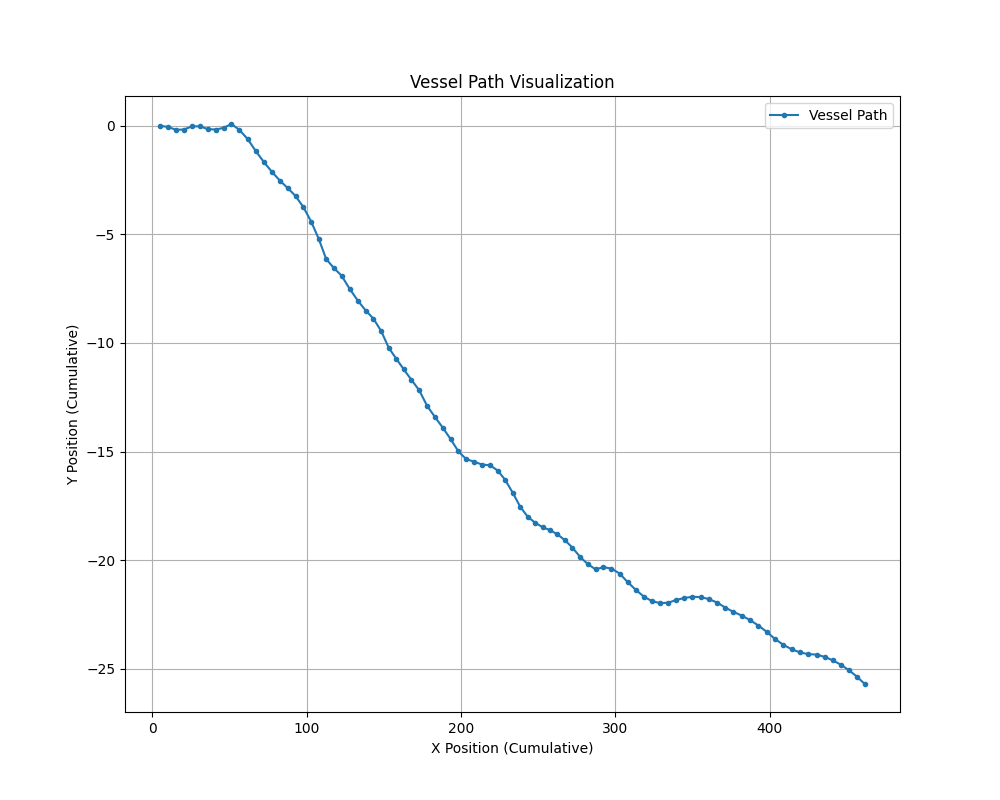 Vessel Path Visualization
Vessel Path
0
−5
−10
−15
−20
−25
Y Position (Cumulative)
0 100 200 300 400
X Position (Cumulative)